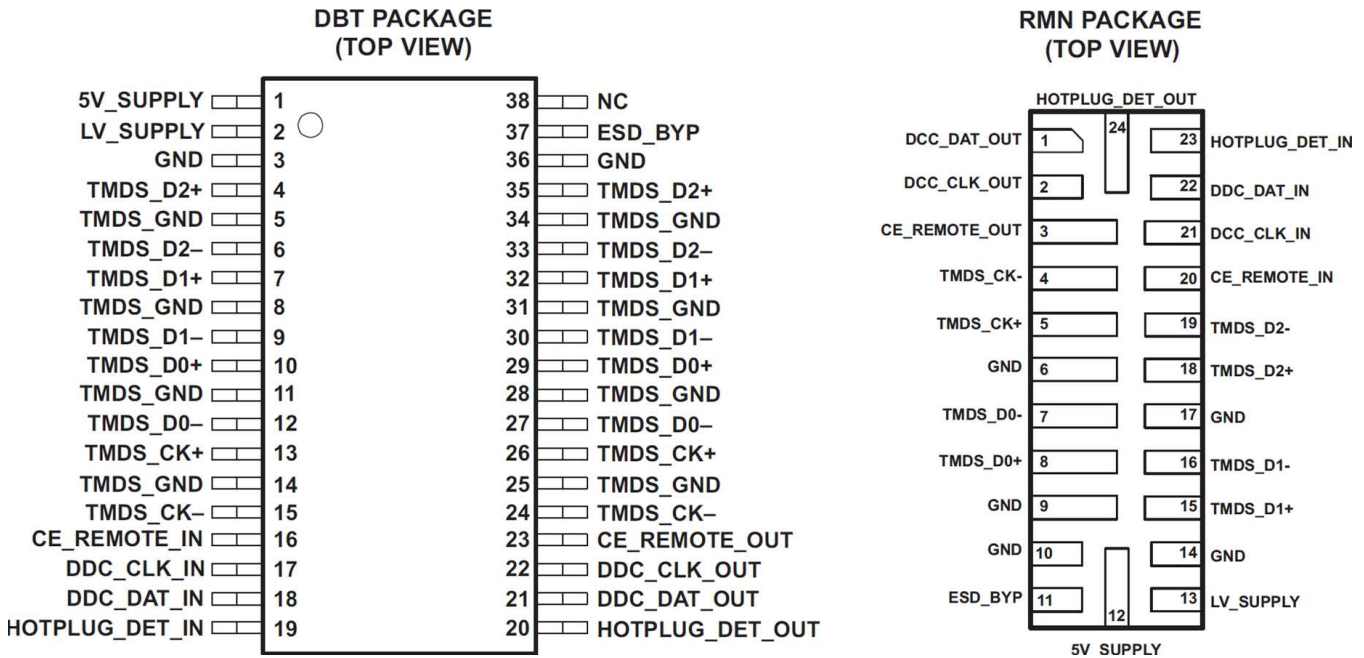 DBT PACKAGE
(TOP VIEW)
5V_SUPPLY 1 38 NC
LV_SUPPLY 2 37 ESD_BYP
GND 3 36 GND
TMDS_D2+ 4 35 TMDS_D2+
TMDS_GND 5 34 TMDS_GND
TMDS_D2– 6 33 TMDS_D2–
TMDS_D1+ 7 32 TMDS_D1+
TMDS_GND 8 31 TMDS_GND
TMDS_D1– 9 30 TMDS_D1–
TMDS_D0+ 10 29 TMDS_D0+
TMDS_GND 11 28 TMDS_GND
TMDS_D0– 12 27 TMDS_D0–
TMDS_CK+ 13 26 TMDS_CK+
TMDS_GND 14 25 TMDS_GND
TMDS_CK– 15 24 TMDS_CK–
CE_REMOTE_IN 16 23 CE_REMOTE_OUT
DDC_CLK_IN 17 22 DDC_CLK_OUT
DDC_DAT_IN 18 21 DDC_DAT_OUT
HOTPLUG_DET_IN 19 20 HOTPLUG_DET_OUT
RMN PACKAGE
(TOP VIEW)
HOTPLUG_DET_OUT
24
DCC_DAT_OUT 1 23 HOTPLUG_DET_IN
DCC_CLK_OUT 2 22 DDC_DAT_IN
CE_REMOTE_OUT 3 21 DCC_CLK_IN
TMDS_CK- 4 20 CE_REMOTE_IN
TMDS_CK+ 5 19 TMDS_D2-
GND 6 18 TMDS_D2+
TMDS_D0- 7 17 GND
TMDS_D0+ 8 16 TMDS_D1-
GND 9 15 TMDS_D1+
GND 10 14 GND
ESD_BYP 11 13 LV_SUPPLY
12
5V_SUPPLY